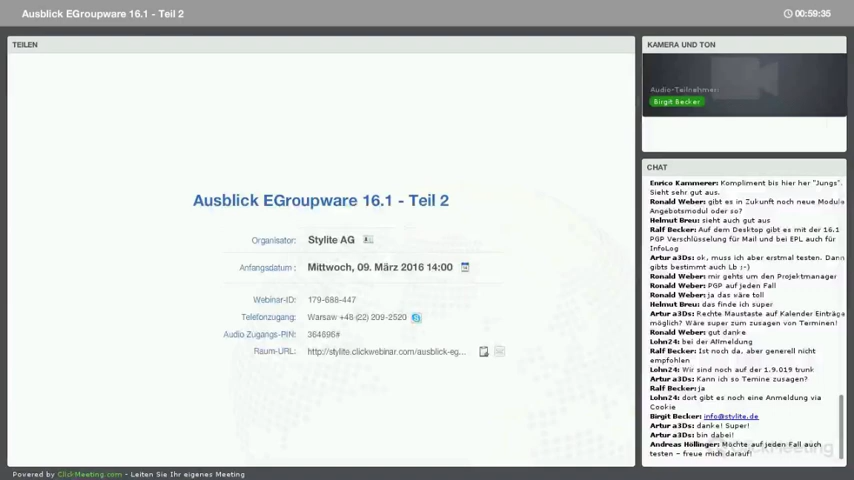 Ausblick EGroupware 16.1 - Teil 2
00:59:35
TEILEN
Ausblick EGroupware 16.1 - Teil 2
Organisator: Stylite AG
Anfangsdatum: Mittwoch, 09. März 2016 14:00
Webinar-ID: 179-688-447
Telefonzugang: Warsaw +48 (22) 209-2520
Audio Zugangs-PIN: 364696#
Raum-URL: http://stylite.clickwebinar.com/ausblick-eg...
KAMERA UND TON
Audio-Teilnehmer:
Birgit Becker
CHAT
Enrico Kammerer: Kompliment bis hier her "Jungs".
Sieht sehr gut aus.
Ronald Weber: gibt es in Zukunft noch neue Module
Angebotsmodul oder so?
Helmut Breu: sieht auch gut aus
Ralf Becker: Auf dem Desktop gibt es mit der 16.1
PGP Verschlüsselung für Mail und bei EPL auch für
InfoLog
Artur a3Ds: ok, muss ich aber erstmal testen. Dann
gibts bestimmt auch Lb ;-)
Ronald Weber: mir gehts um den Projektmanager
Ronald Weber: PGP auf jeden Fall
Ronald Weber: ja das wäre toll
Helmut Breu: das finde ich super
Artur a3Ds: Rechte Maustaste auf Kalender Einträge
möglich? Wäre super zum zusagen von Terminen!
Ronald Weber: gut danke
Lohn24: bei der
Ralf Becker: Ist noch da, aber generell nicht
empfohlen
Lohn24: Wir sind noch auf der 1.9.019 trunk
Artur a3Ds: Kann ich so Temine zusagen?
Ralf Becker: ja
Lohn24: dort gibt es noch eine Anmeldung via
Cookie
Birgit Becker: info@stylite.de
Artur a3Ds: danke! Super!
Artur a3Ds: bin dabei!
Andreas Höllinger: Möchte auf jeden Fall auch
testen - freue mich darauf!
ClickMeeting
Powered by ClickMeeting.com - Leiten Sie Ihr eigenes Meeting